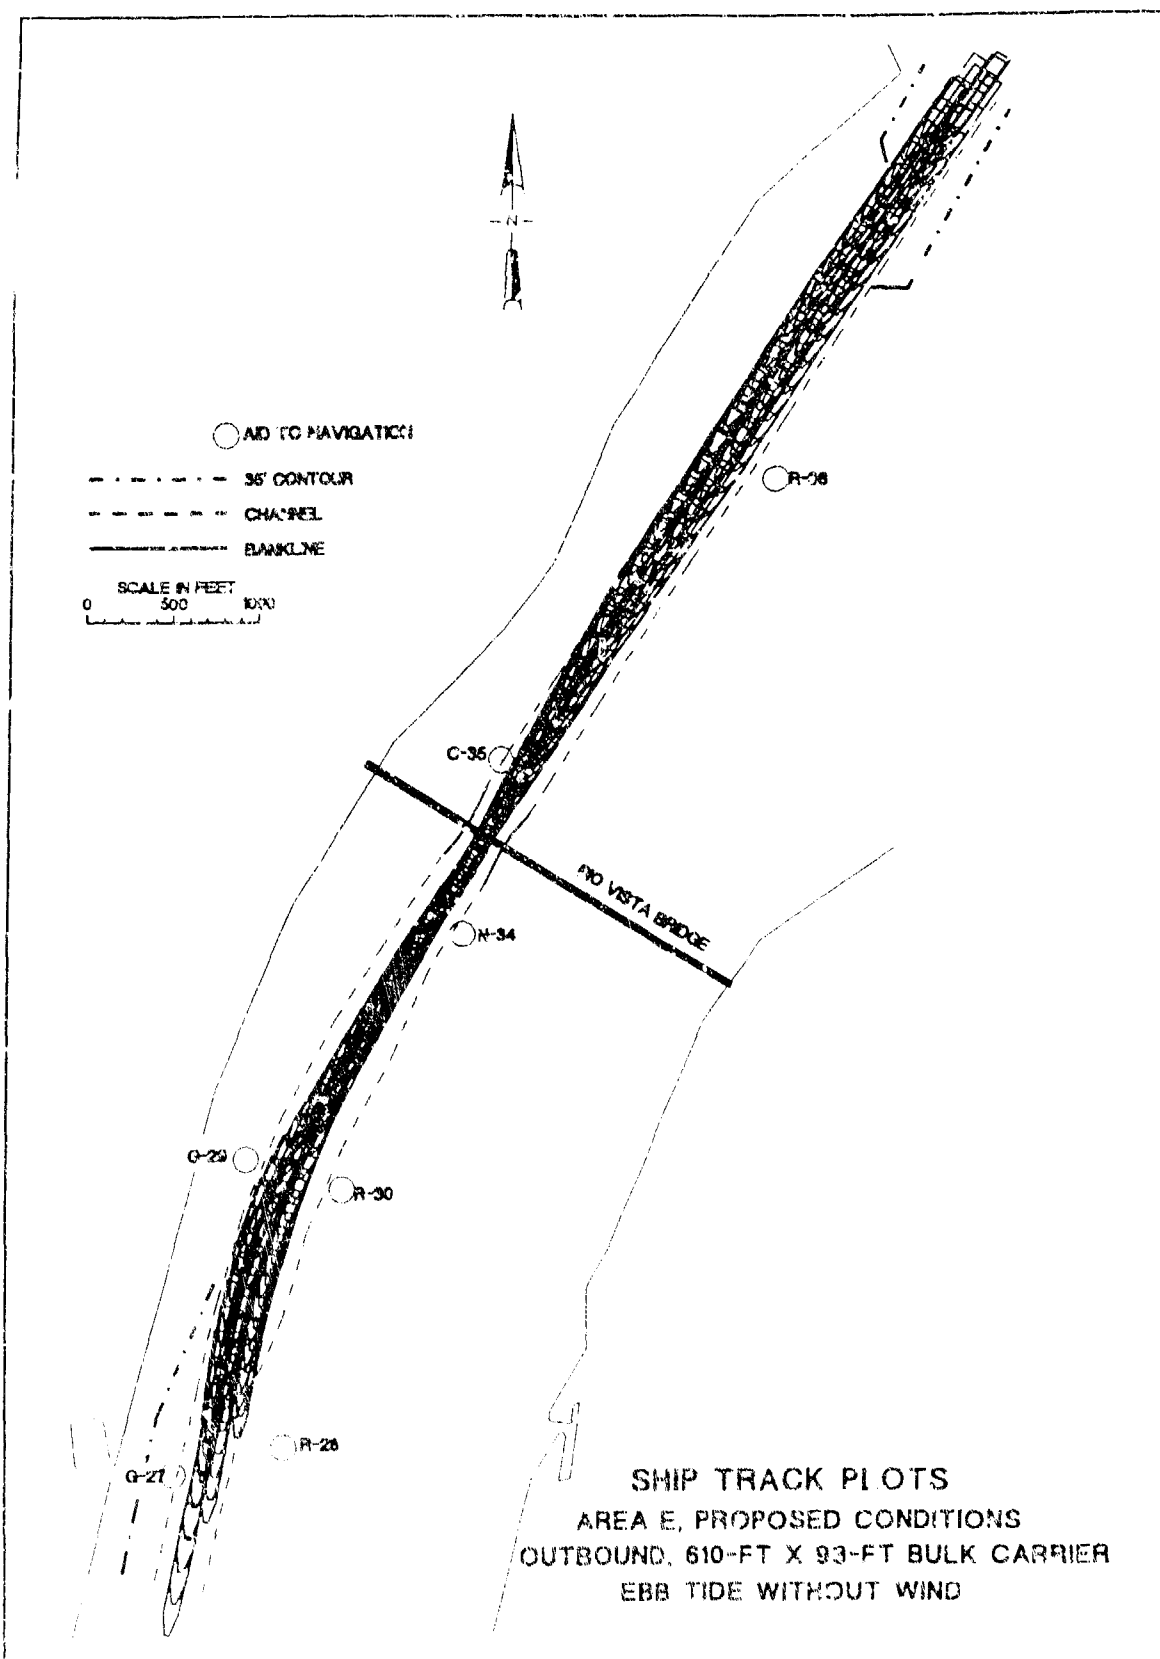 N
AID TO NAVIGATION
35' CONTOUR
CHANNEL
BANKLINE
SCALE IN FEET
0 500 1000
C-35
RIO VISTA BRIDGE
N-34
G-29
R-30
R-28
G-27
SHIP TRACK PLOTS
AREA E, PROPOSED CONDITIONS
OUTBOUND, 610-FT X 93-FT BULK CARRIER
EBB TIDE WITHOUT WIND